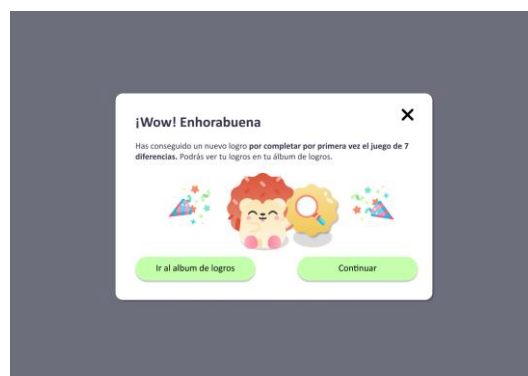 ¡Wow! Enhorabuena
Has conseguido un nuevo logro por completar por primera vez el juego de 7
diferencias. Podrás ver tu logros en tu álbum de logros.
Ir al album de logros
Continuar